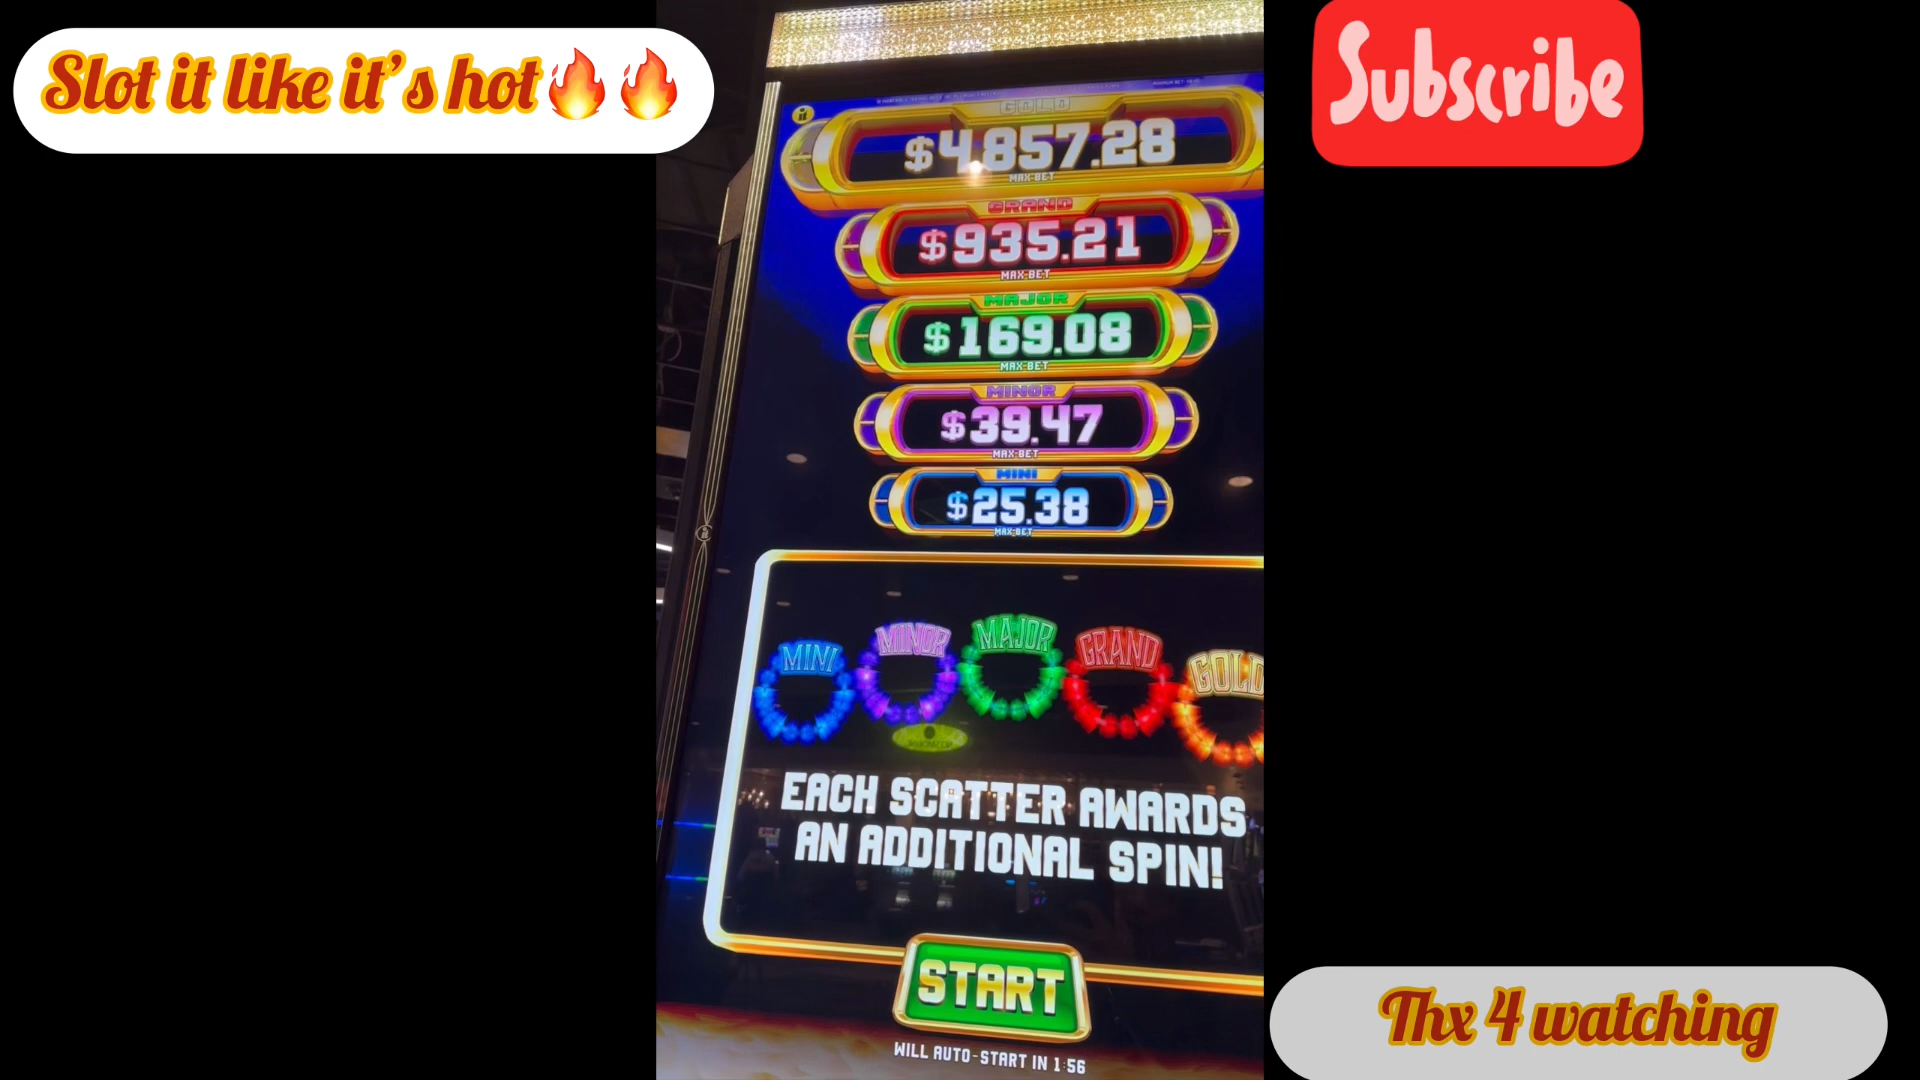 Slot it like it's hot🔥🔥
Subscribe
GOLD
$4,857.28
MAX BET
GRAND
$935.21
MAX BET
MAJOR
$169.08
MAX BET
MINOR
$39.47
MAX BET
MINI
$25.38
MAX BET
MINI MINOR MAJOR GRAND GOLD
EACH SCATTER AWARDS
AN ADDITIONAL SPIN!
START
WILL AUTO-START IN 1:56
Thx 4 watching